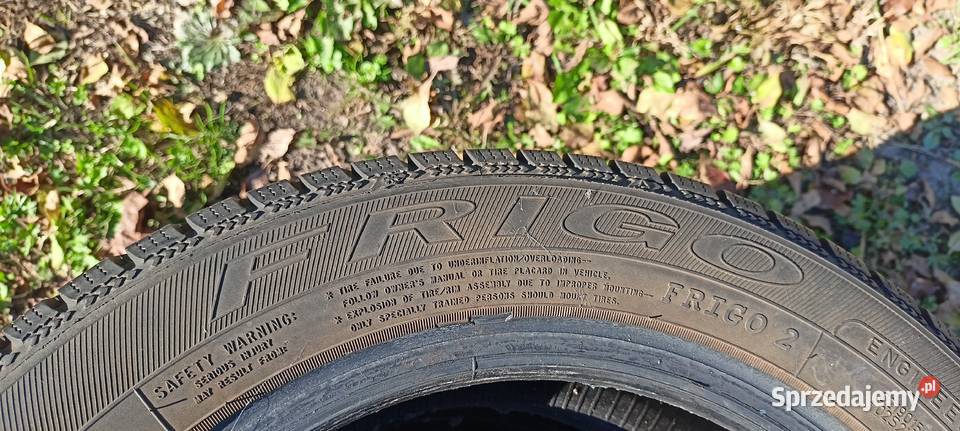 FRIGO
SAFETY WARNING:
SERIOUS INJURY
MAY RESULT FROM:
※ TIRE FAILURE DUE TO UNDERINFLATION/OVERLOADING--
FOLLOW OWNER'S MANUAL OR TIRE PLACARD IN VEHICLE.
※ EXPLOSION OF TIRE/RIM ASSEMBLY DUE TO IMPROPER MOUNTING--
ONLY SPECIALLY TRAINED PERSONS SHOULD MOUNT TIRES.
FRIGO 2
Sprzedajemy.pl